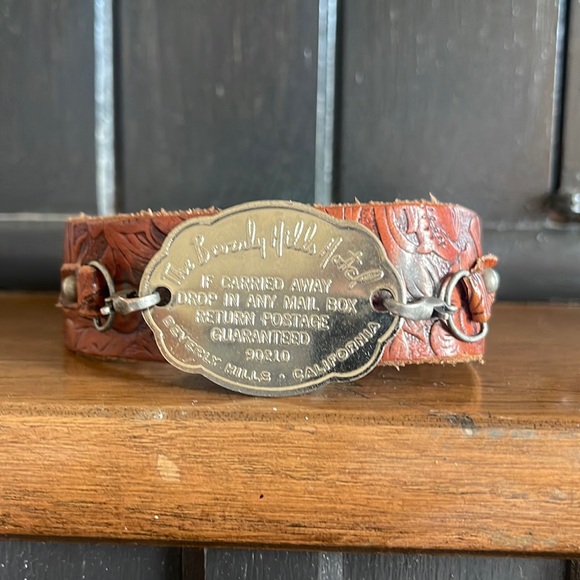 The Beverly Hills Hotel
IF CARRIED AWAY
DROP IN ANY MAIL BOX
RETURN POSTAGE
GUARANTEED
90210
BEVERLY HILLS • CALIFORNIA